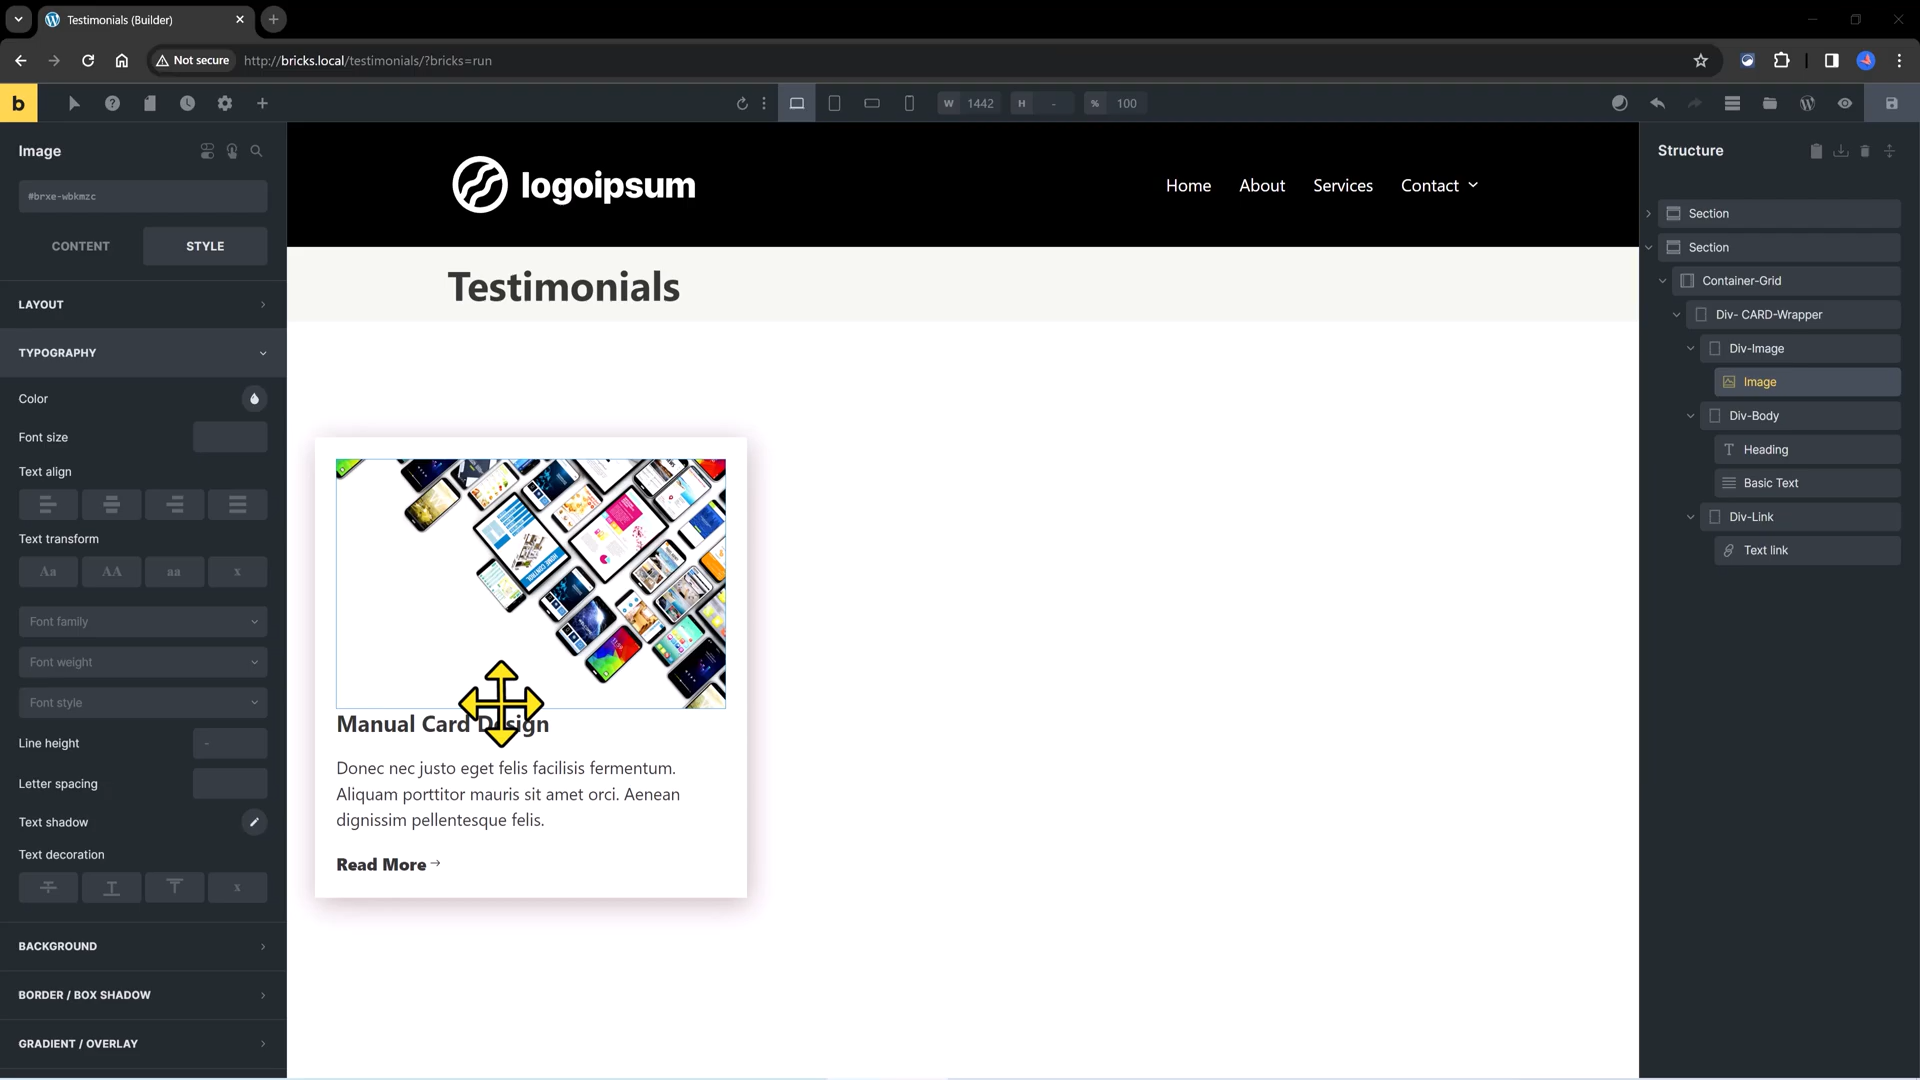 Testimonials (Builder)
Not secure
http://bricks.local/testimonials/?bricks=run
b
W 1442 H - % 100
Image
#brxe-wbkmzc
CONTENT STYLE
LAYOUT
TYPOGRAPHY
Color
Font size
Text align
Text transform
Aa AA aa x
Font family
Font weight
Font style
Line height -
Letter spacing
Text shadow
Text decoration
x
BACKGROUND
BORDER / BOX SHADOW
GRADIENT / OVERLAY
logoipsum
Home About Services Contact
Testimonials
Manual Card Design
Donec nec justo eget felis facilisis fermentum.
Aliquam porttitor mauris sit amet orci. Aenean
dignissim pellentesque felis.
Read More →
Structure
Section
Section
Container-Grid
Div- CARD-Wrapper
Div-Image
Image
Div-Body
Heading
Basic Text
Div-Link
Text link